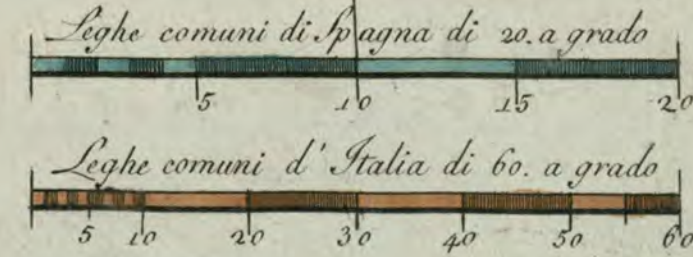 Leghe comuni di Spagna di 20. a grado
5 10 15 20
Leghe comuni d' Italia di 60. a grado
5 10 20 30 40 50 60